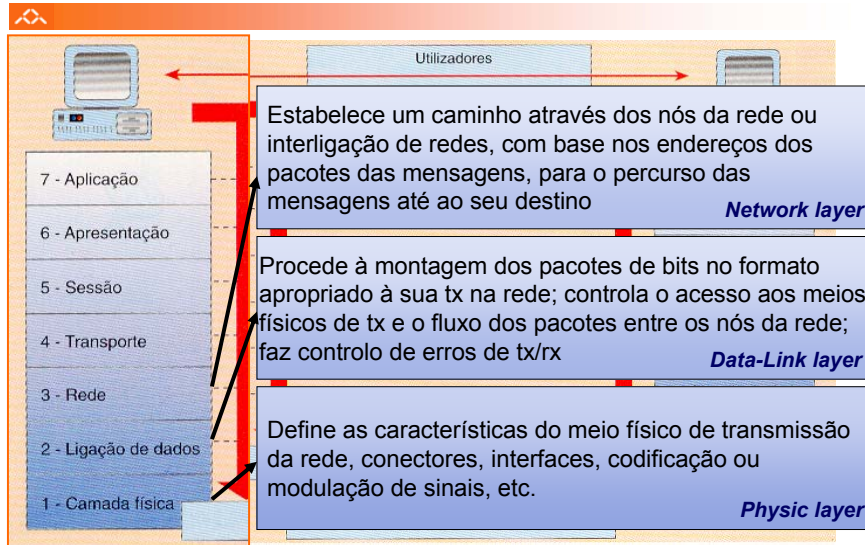 Utilizadores
7 - Aplicação
6 - Apresentação
5 - Sessão
4 - Transporte
3 - Rede
2 - Ligação de dados
1 - Camada física
Estabelece um caminho através dos nós da rede ou
interligação de redes, com base nos endereços dos
pacotes das mensagens, para o percurso das
mensagens até ao seu destino
Network layer
Procede à montagem dos pacotes de bits no formato
apropriado à sua tx na rede; controla o acesso aos meios
físicos de tx e o fluxo dos pacotes entre os nós da rede;
faz controlo de erros de tx/rx
Data-Link layer
Define as características do meio físico de transmissão
da rede, conectores, interfaces, codificação ou
modulação de sinais, etc.
Physic layer